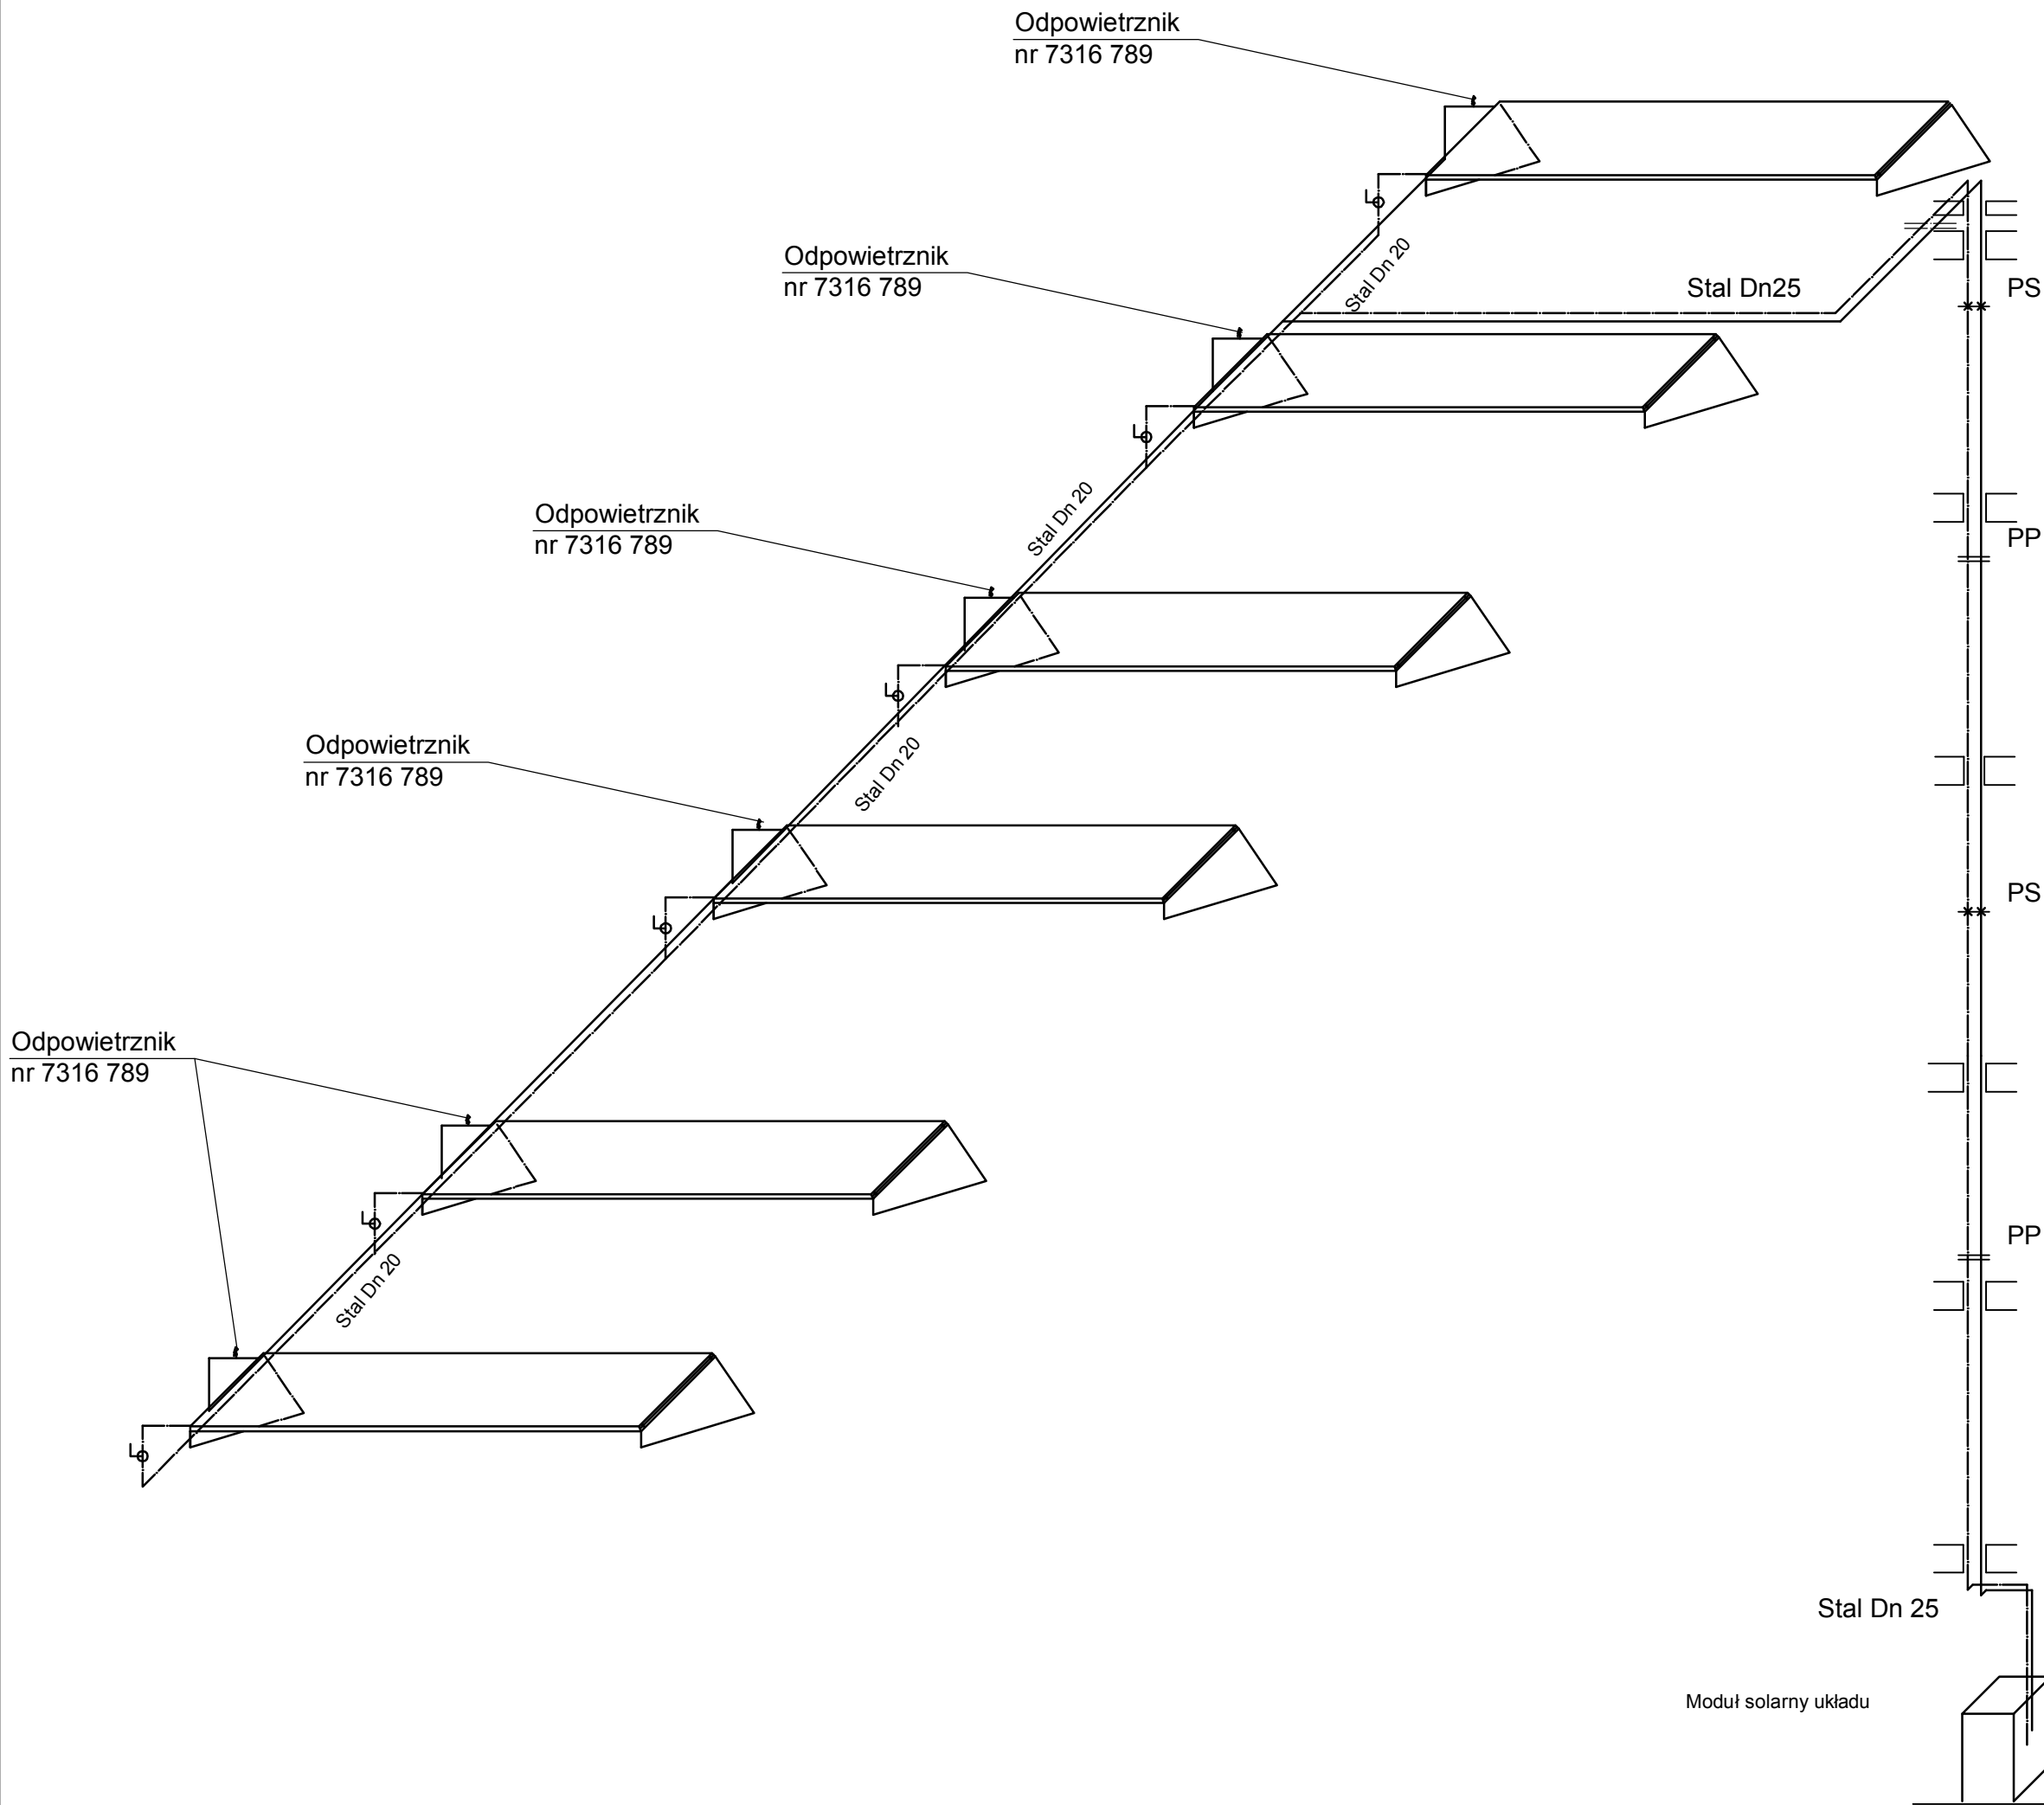 Odpowietrznik
nr 7316 789
Odpowietrznik
nr 7316 789
Stal Dn 20
Stal Dn25
PS
Odpowietrznik
nr 7316 789
Stal Dn 20
PP
Odpowietrznik
nr 7316 789
Stal Dn 20
PS
Odpowietrznik
nr 7316 789
Stal Dn 20
PP
Stal Dn 25
Moduł solarny układu